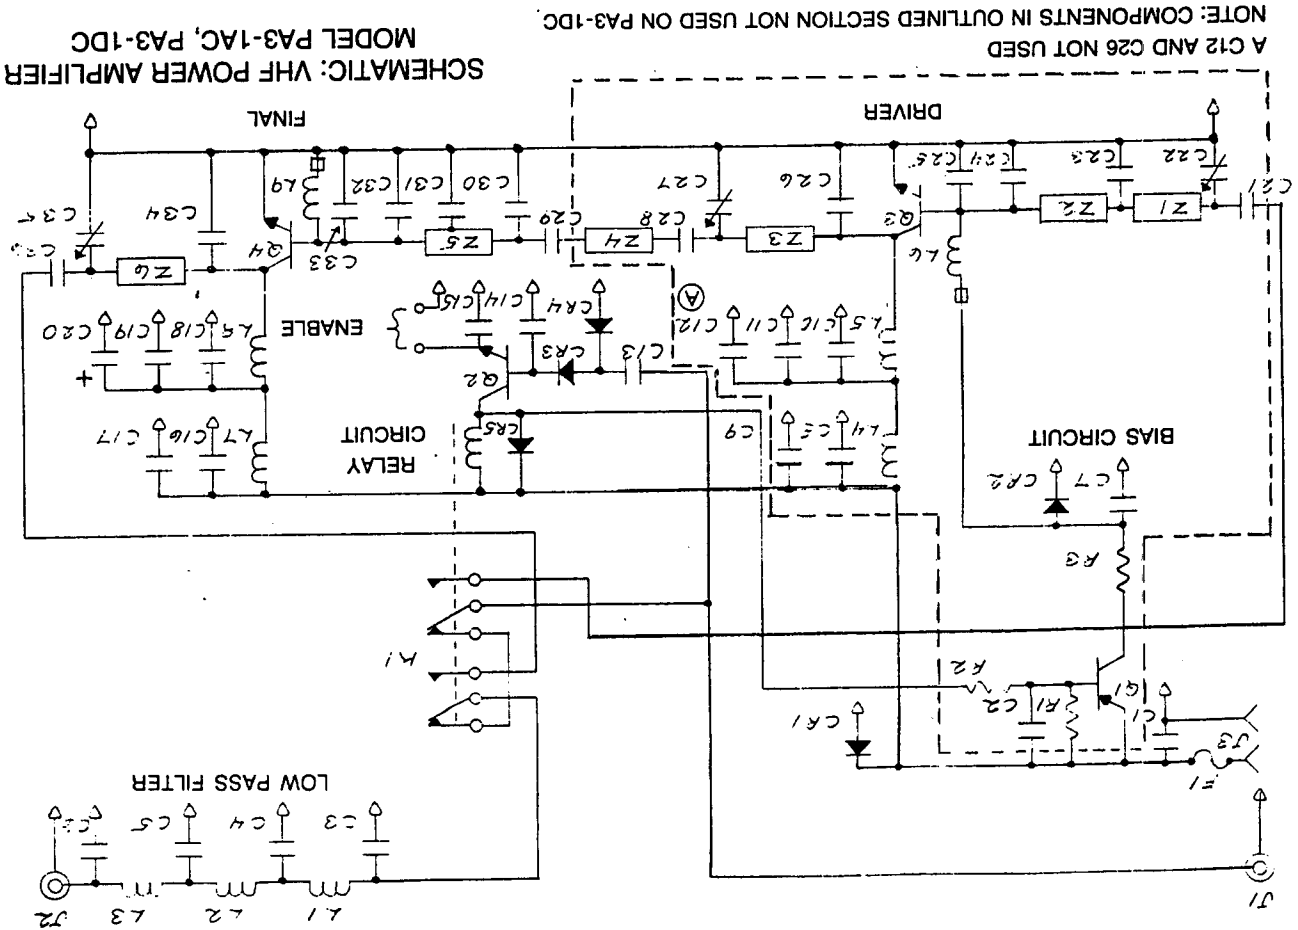 J1
L1 L2 L3 J2
C3 C4 C5
LOW PASS FILTER
F1
J3
C1 Q1 R1 C2 R2 CR1
K1
R3
C7 CR2
BIAS CIRCUIT
L4 C8 C9
CR5
RELAY
CIRCUIT
L7 C16 C17
Q2
CR3 C13
L5 C10 C11 C12
A
CR4 C14 C15
ENABLE
L8 C18 C19 C20
+
L6
C21 Z1 Z2 Q3 Z3 C28 Z4 C29 Z5 C33 Q4 Z6 C36
C22 C23 C24 C25 C26 C27 C30 C31 C32 L9 C34 C35
DRIVER
FINAL
A C12 AND C26 NOT USED
NOTE: COMPONENTS IN OUTLINED SECTION NOT USED ON PA3-1DC.
SCHEMATIC: VHF POWER AMPLIFIER
MODEL PA3-1AC, PA3-1DC